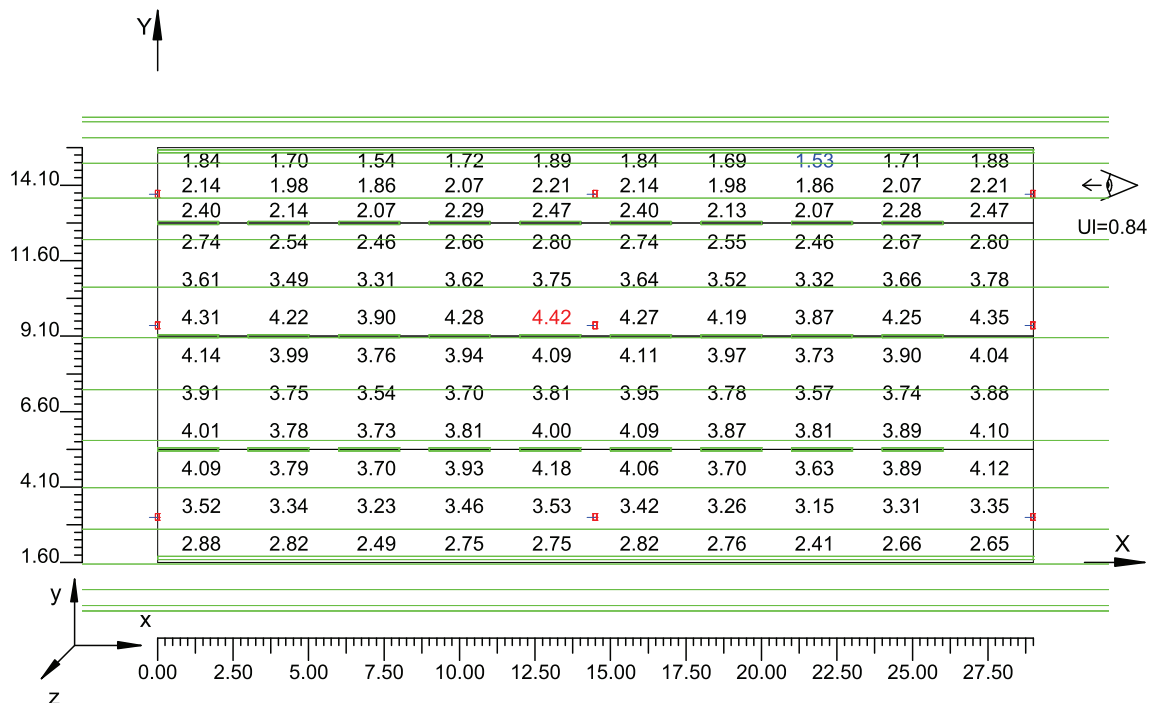 Y
1.84 1.70 1.54 1.72 1.89 1.84 1.69 1.53 1.71 1.88
14.10 2.14 1.98 1.86 2.07 2.21 2.14 1.98 1.86 2.07 2.21
2.40 2.14 2.07 2.29 2.47 2.40 2.13 2.07 2.28 2.47
UI=0.84
2.74 2.54 2.46 2.66 2.80 2.74 2.55 2.46 2.67 2.80
11.60
3.61 3.49 3.31 3.62 3.75 3.64 3.52 3.32 3.66 3.78
4.31 4.22 3.90 4.28 4.42 4.27 4.19 3.87 4.25 4.35
9.10
4.14 3.99 3.76 3.94 4.09 4.11 3.97 3.73 3.90 4.04
3.91 3.75 3.54 3.70 3.81 3.95 3.78 3.57 3.74 3.88
6.60
4.01 3.78 3.73 3.81 4.00 4.09 3.87 3.81 3.89 4.10
4.09 3.79 3.70 3.93 4.18 4.06 3.70 3.63 3.89 4.12
4.10
3.52 3.34 3.23 3.46 3.53 3.42 3.26 3.15 3.31 3.35
2.88 2.82 2.49 2.75 2.75 2.82 2.76 2.41 2.66 2.65
X
1.60
y
x
0.00 2.50 5.00 7.50 10.00 12.50 15.00 17.50 20.00 22.50 25.00 27.50
z